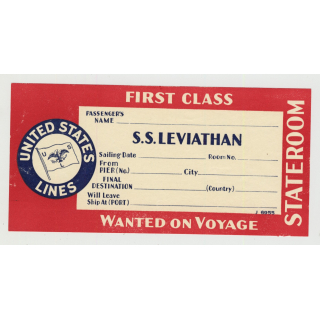 FIRST CLASS
PASSENGER'S
NAME
S.S. LEVIATHAN
Sailing Date
Room No.
From
PIER (No)
City
FINAL
DESTINATION
(Country)
Will Leave
Ship At (PORT)
WANTED ON VOYAGE
STATEROOM
UNITED STATES
LINES
U S
L